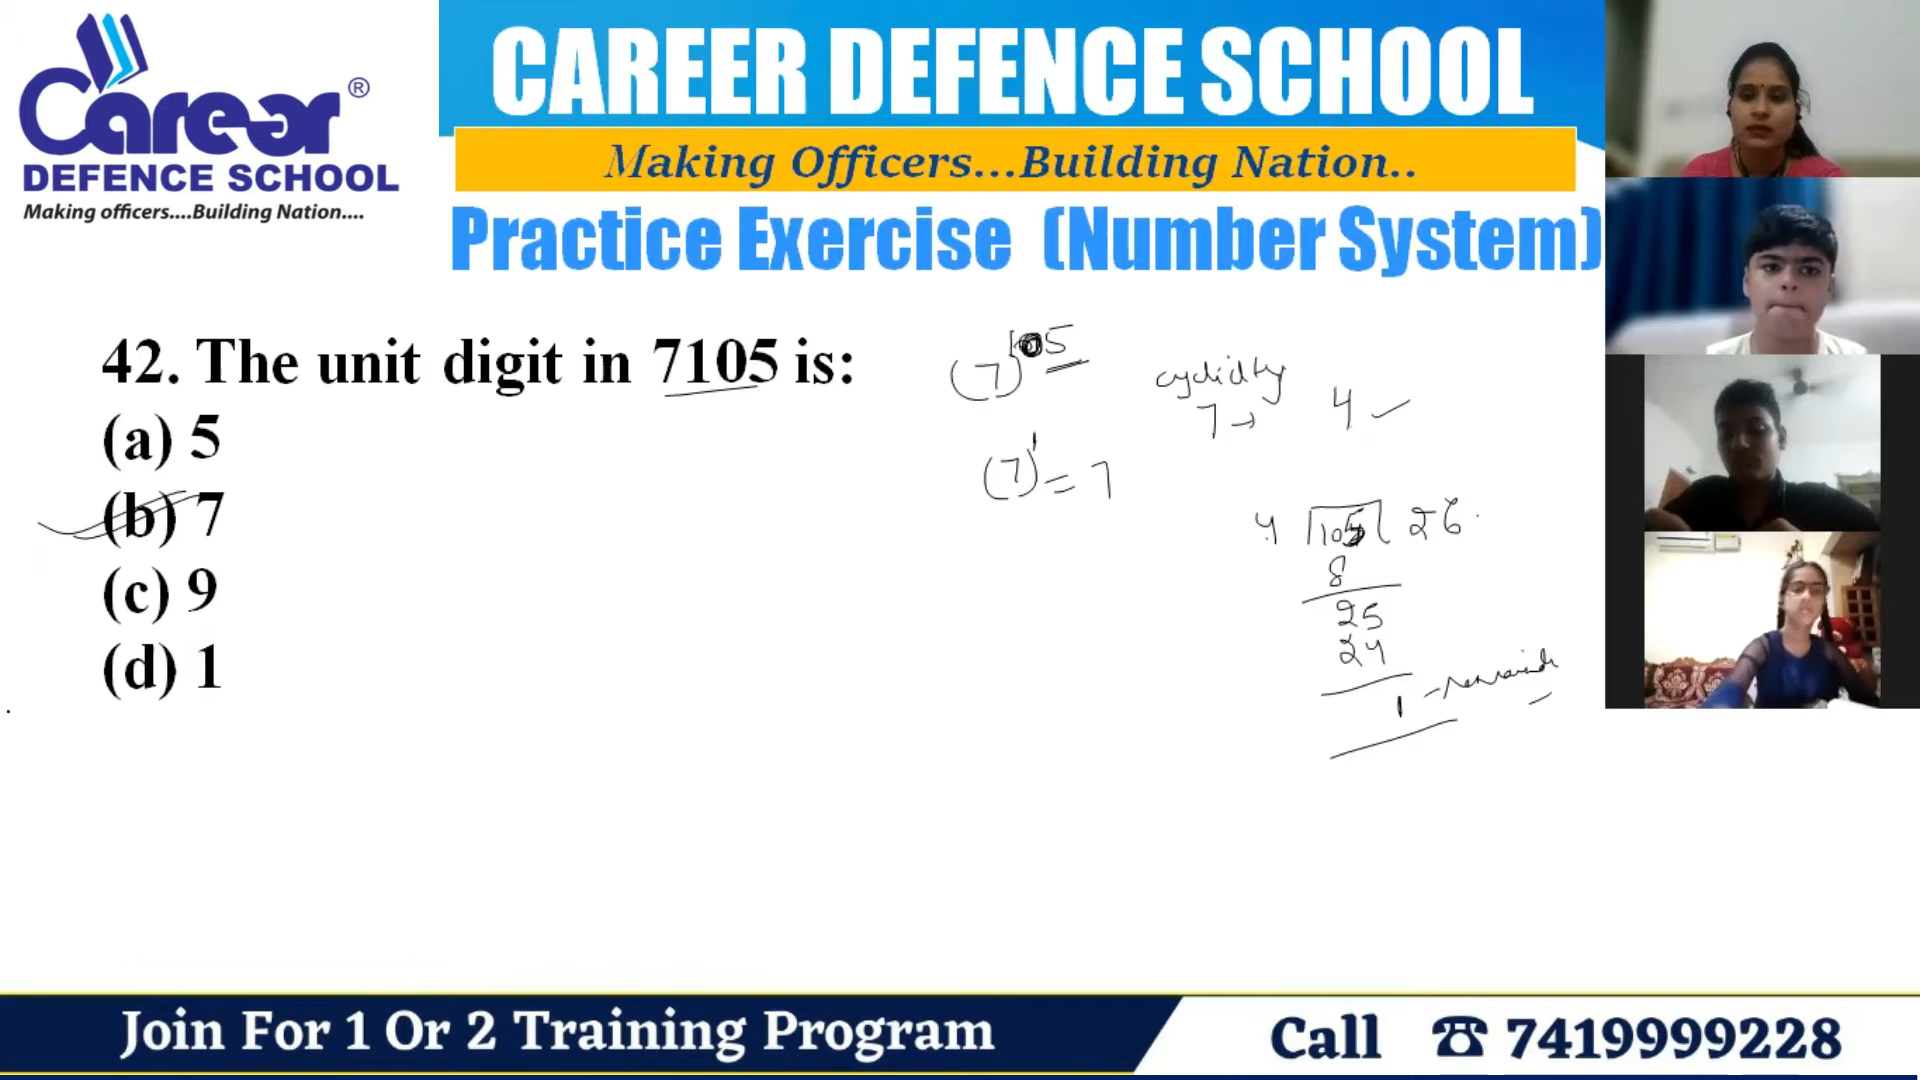 Career ®
DEFENCE SCHOOL
Making officers....Building Nation....
CAREER DEFENCE SCHOOL
Making Officers...Building Nation..
Practice Exercise (Number System)
42. The unit digit in 7105 is:
(a) 5
(b) 7
(c) 9
(d) 1
(7)105
(7)1 = 7
cyclidty
7 → 4
4 105 26
8
25
24
1 - remainde
Join For 1 Or 2 Training Program
Call ☎ 7419999228